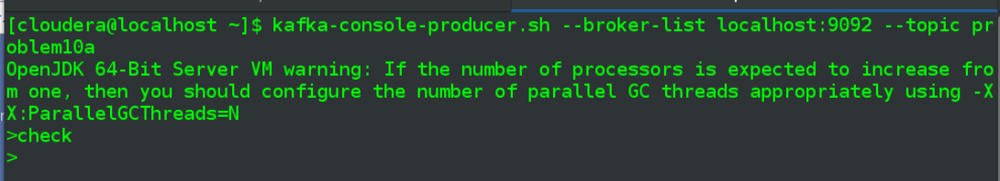 [cloudera@localhost ~]$ kafka-console-producer.sh --broker-list localhost:9092 --topic pr
oblem10a
OpenJDK 64-Bit Server VM warning: If the number of processors is expected to increase fro
m one, then you should configure the number of parallel GC threads appropriately using -X
X:ParallelGCThreads=N
>check
>